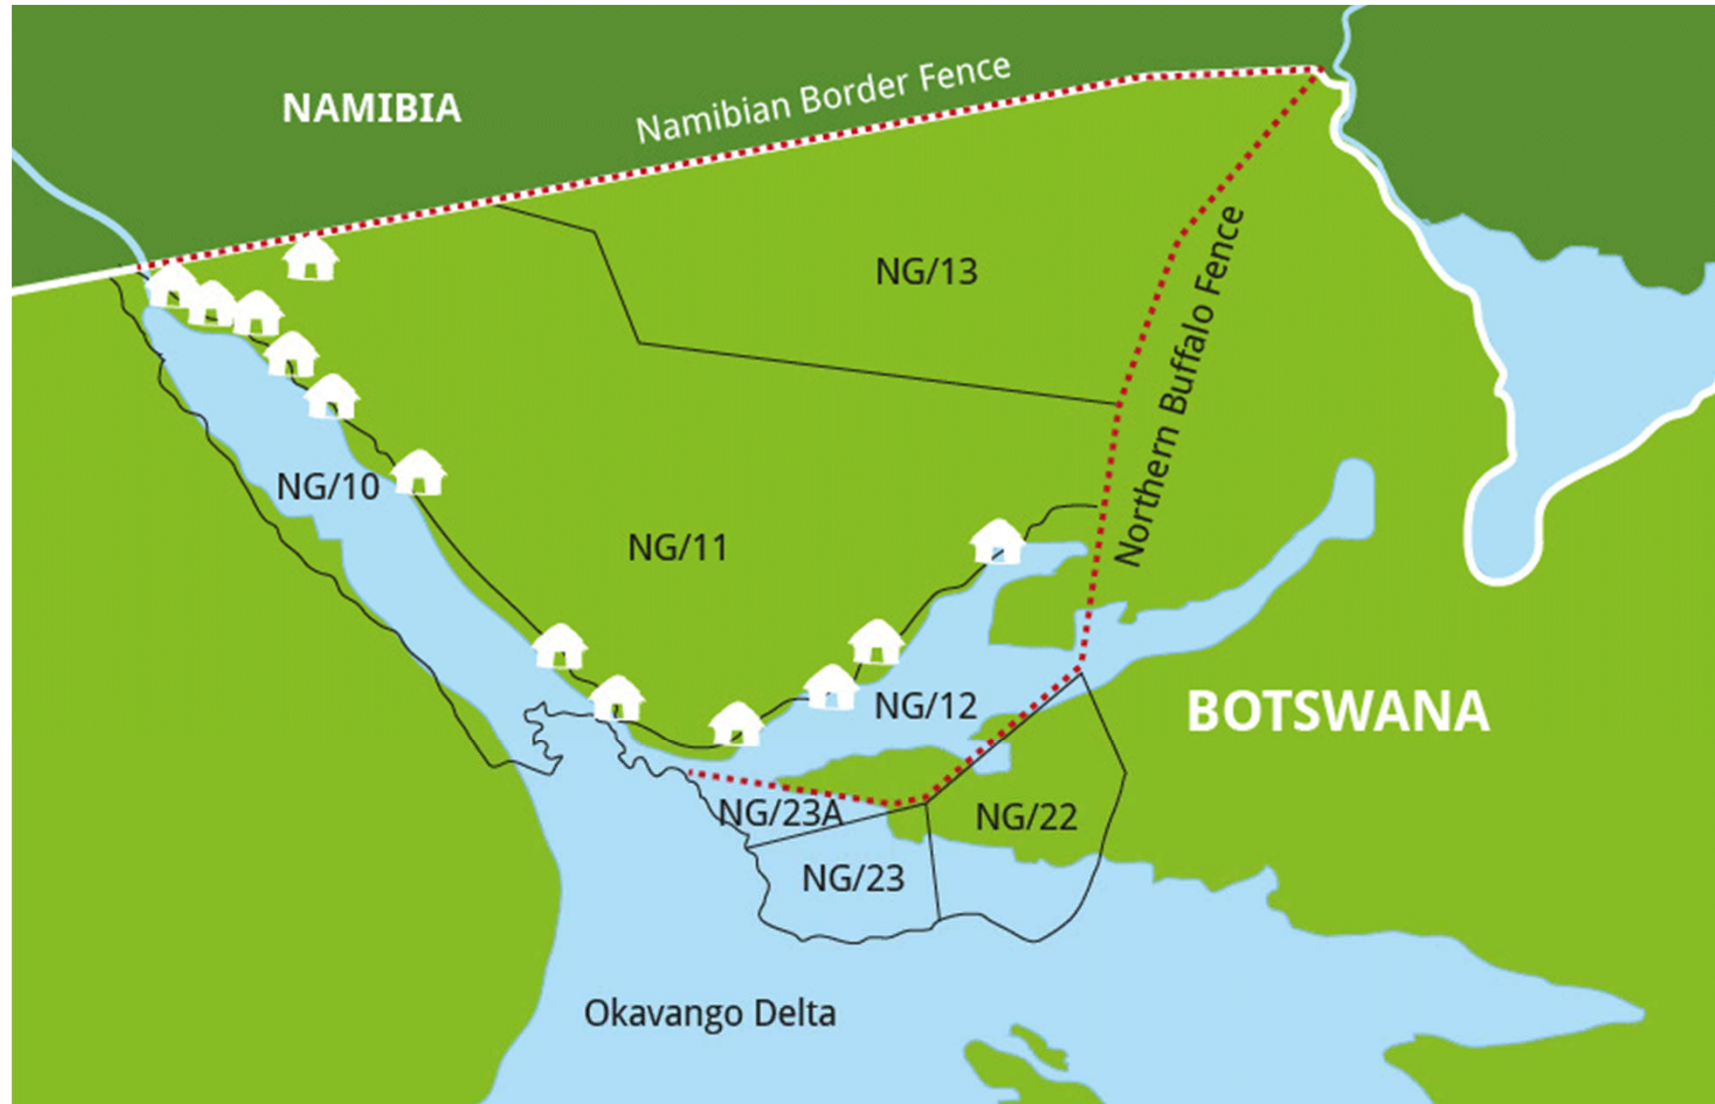 NAMIBIA
Namibian Border Fence
NG/13
Northern Buffalo Fence
NG/10
NG/11
NG/12
BOTSWANA
NG/23A
NG/22
NG/23
Okavango Delta